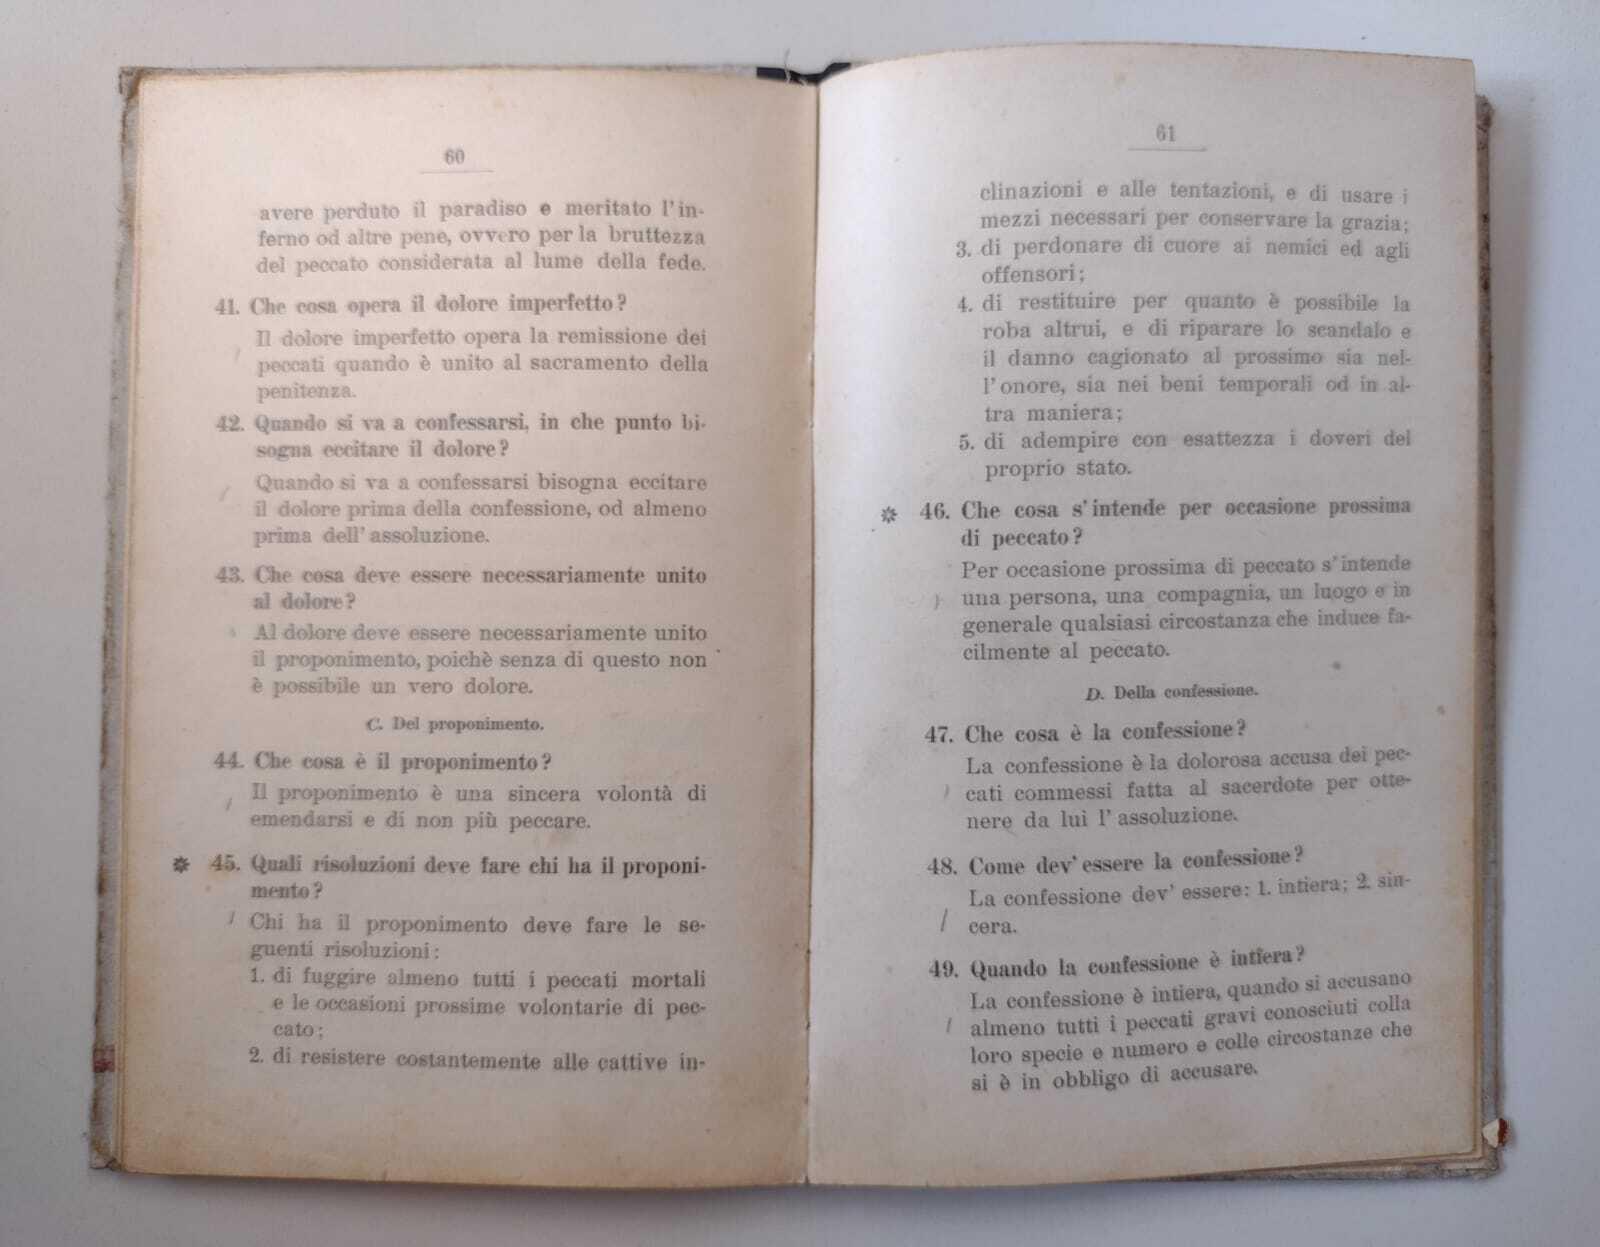 60
avere perduto il paradiso e meritato l'in-
ferno od altre pene, ovvero per la bruttezza
del peccato considerata al lume della fede.
41. Che cosa opera il dolore imperfetto?
Il dolore imperfetto opera la remissione dei
peccati quando è unito al sacramento della
penitenza.
42. Quando si va a confessarsi, in che punto bi-
sogna eccitare il dolore?
Quando si va a confessarsi bisogna eccitare
il dolore prima della confessione, od almeno
prima dell' assoluzione.
43. Che cosa deve essere necessariamente unito
al dolore?
Al dolore deve essere necessariamente unito
il proponimento, poichè senza di questo non
è possibile un vero dolore.
C. Del proponimento.
44. Che cosa è il proponimento?
Il proponimento è una sincera volontà di
emendarsi e di non più peccare.
* 45. Quali risoluzioni deve fare chi ha il proponi-
mento?
Chi ha il proponimento deve fare le se-
guenti risoluzioni:
1. di fuggire almeno tutti i peccati mortali
e le occasioni prossime volontarie di pec-
cato;
2. di resistere costantemente alle cattive in-
61
clinazioni e alle tentazioni, e di usare i
mezzi necessari per conservare la grazia;
3. di perdonare di cuore ai nemici ed agli
offensori;
4. di restituire per quanto è possibile la
roba altrui, e di riparare lo scandalo e
il danno cagionato al prossimo sia nel-
l'onore, sia nei beni temporali od in al-
tra maniera;
5. di adempire con esattezza i doveri del
proprio stato.
* 46. Che cosa s'intende per occasione prossima
di peccato?
Per occasione prossima di peccato s'intende
una persona, una compagnia, un luogo e in
generale qualsiasi circostanza che induce fa-
cilmente al peccato.
D. Della confessione.
47. Che cosa è la confessione?
La confessione è la dolorosa accusa dei pec-
cati commessi fatta al sacerdote per otte-
nere da lui l' assoluzione.
48. Come dev' essere la confessione?
La confessione dev' essere: 1. intiera; 2. sin-
cera.
49. Quando la confessione è intiera?
La confessione è intiera, quando si accusano
almeno tutti i peccati gravi conosciuti colla
loro specie e numero e colle circostanze che
si è in obbligo di accusare.